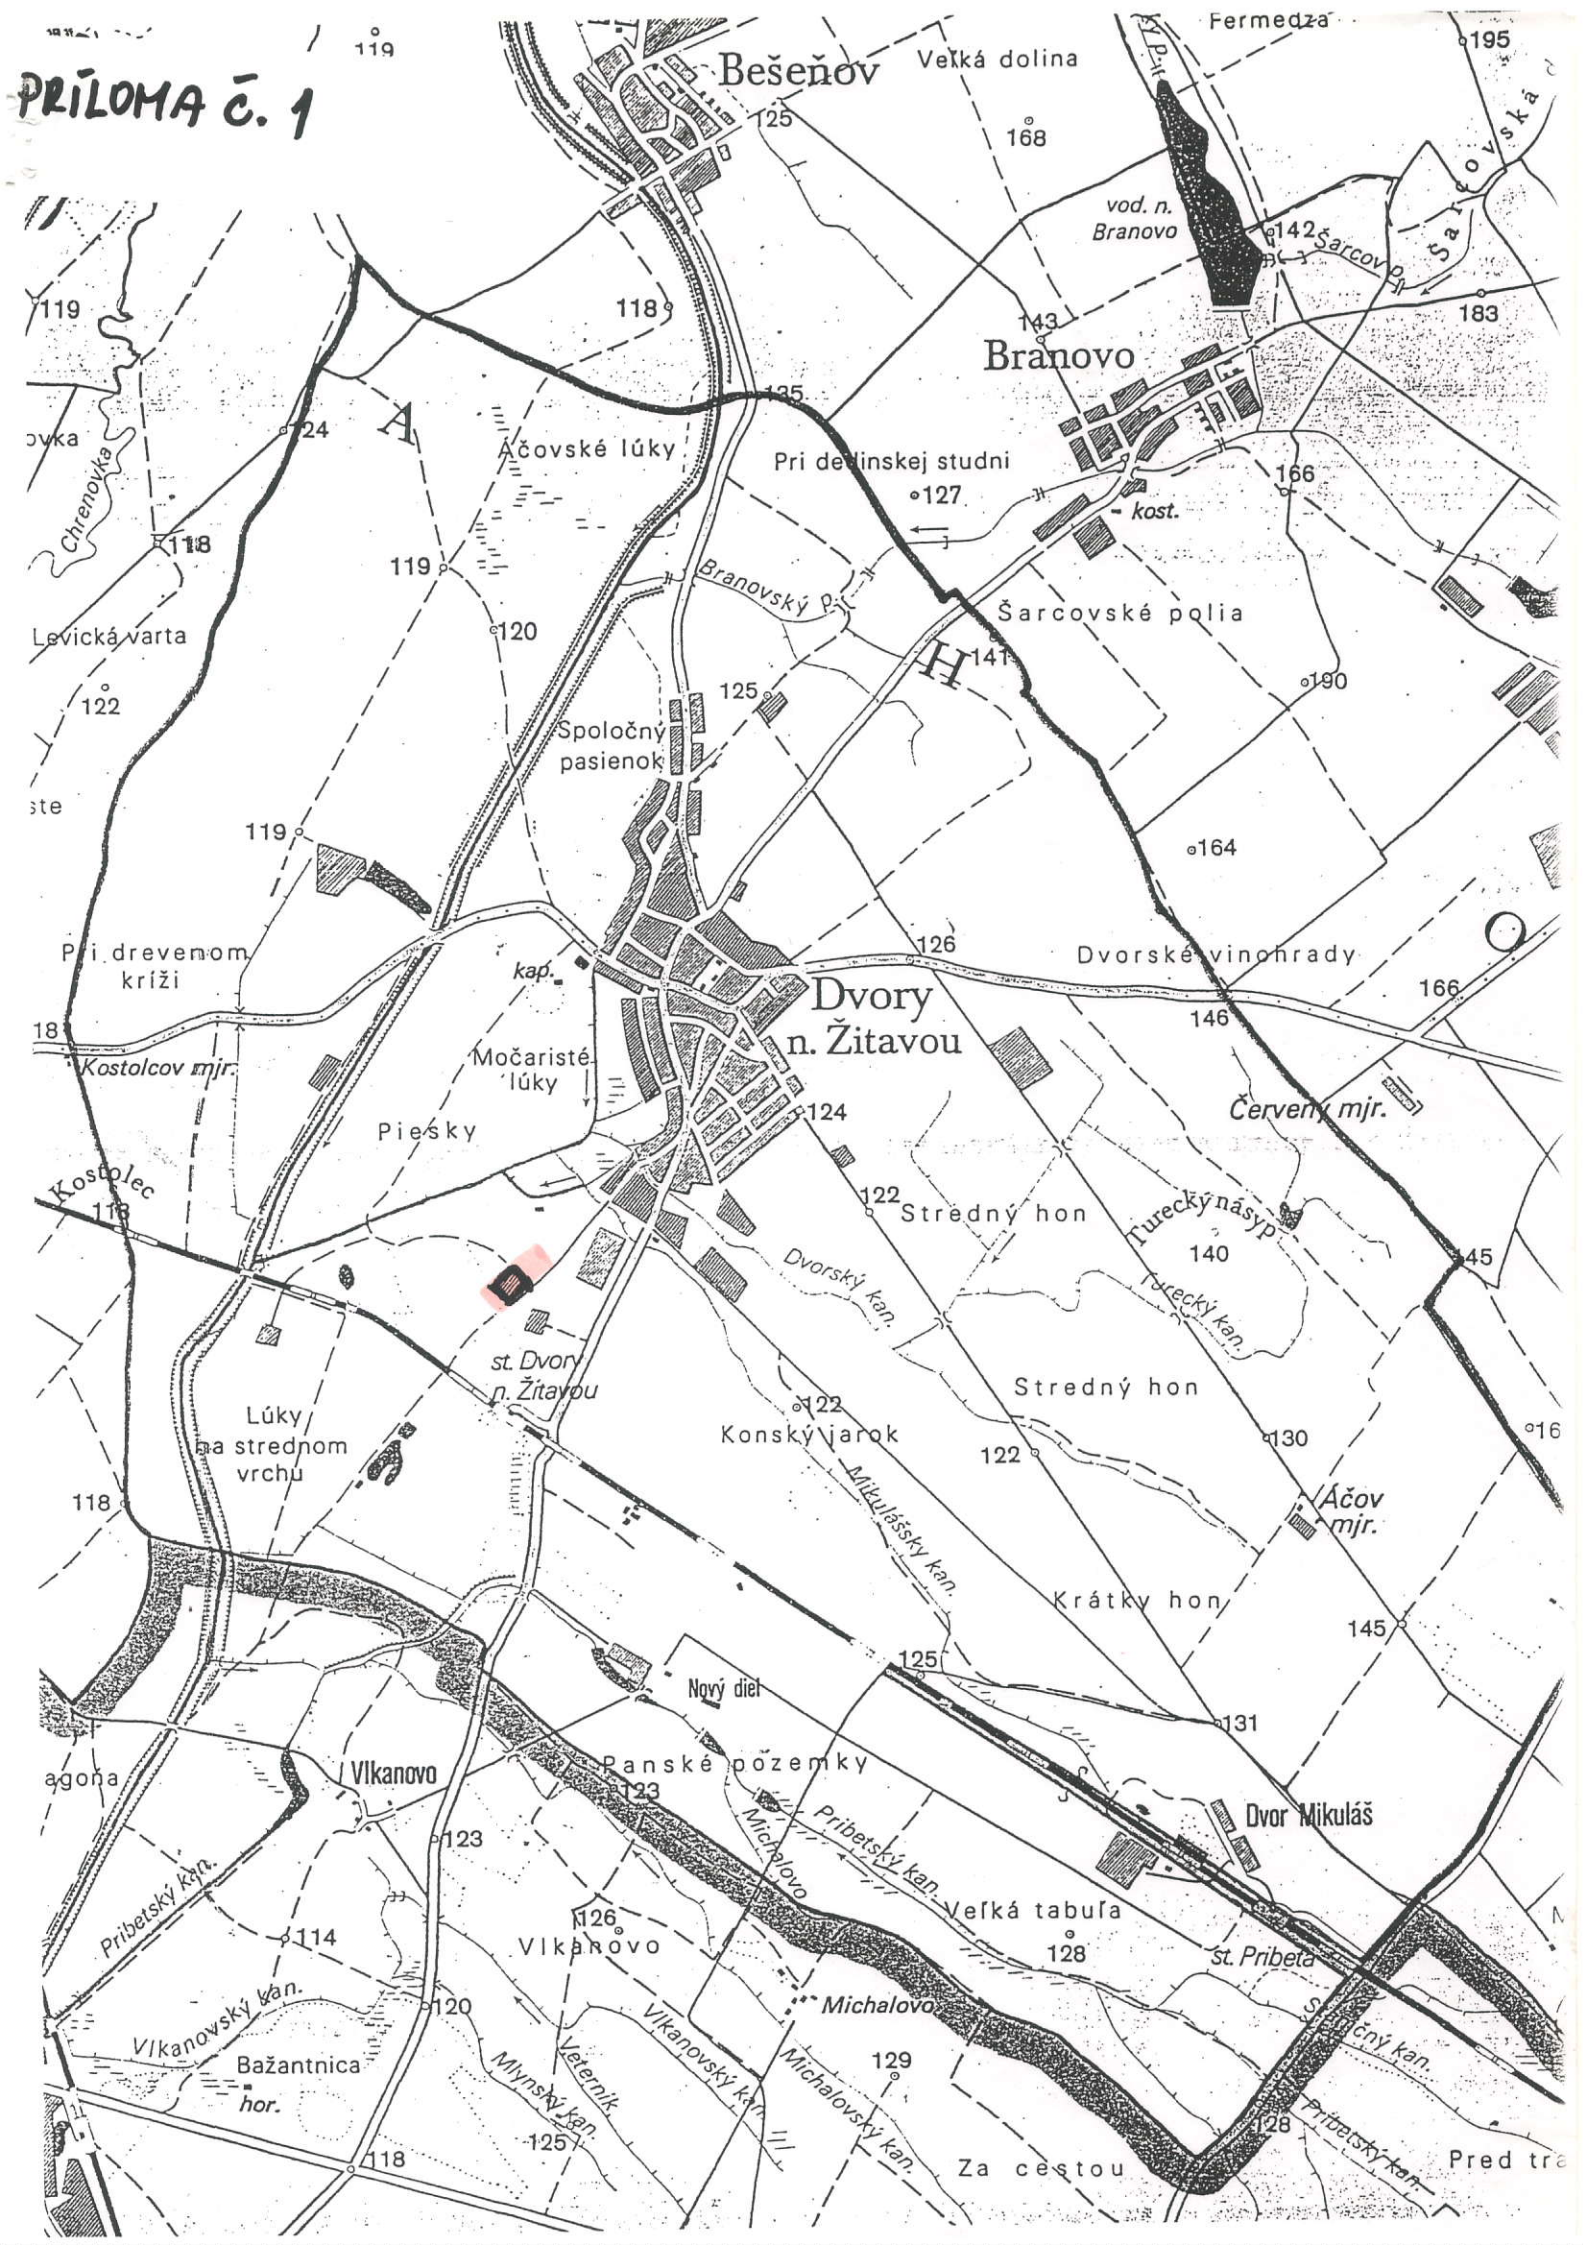 119
PRÍLOMA č. 1
Bešeňov
Veľká dolina
Fermedza
195
125
168
vod. n.
Branovo
142
Šarcov p.
Šarcovská
119
118
143
183
Branovo
135
A
124
Áčovské lúky
Pri dedinskej studni
127
166
kost.
Chrenovka
118
119
Branovský p.
Šarcovské polia
Levická varta
120
H
141
122
125
190
Spoločný
pasienok
119
164
Pri drevenom
kríži
kap.
126
Dvorské vinohrady
Dvory
n. Žitavou
166
146
18
Kostolcov mjr.
Močaristé
lúky
124
Červený mjr.
Piesky
Kostolec
113
122
Stredný hon
Turecký násyp
140
145
Dvorský kan.
Turecký kan.
st. Dvory
n. Žitavou
Stredný hon
122
Konský jarok
Lúky
na strednom
vrchu
122
130
16
118
Mikulášsky kan.
Áčov
mjr.
Krátky hon
145
125
Nový diel
131
agoňa
Vlkanovo
Panské pozemky
123
Dvor Mikuláš
123
Michalovo
Pribetský kan.
Pribetský kan.
126
Vlkanovo
114
Veľká tabuľa
128
st. Pribeta
120
Michalovo
Vlkanovský kan.
Bažantnica
hor.
Mlynský kan.
Veterník
Vlkanovský kan.
Michalovský kan.
129
125
128
Pribetský kan.
118
Za cestou
Pred tra